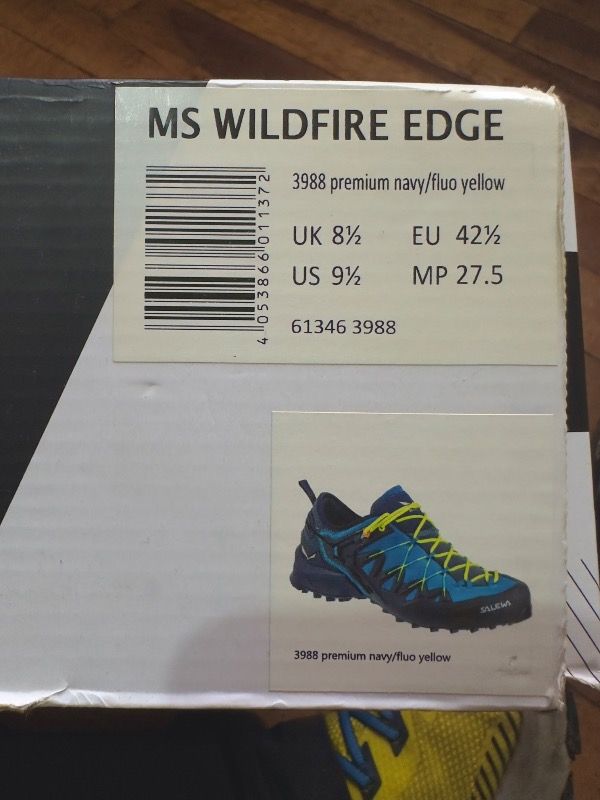 MS WILDFIRE EDGE
3988 premium navy/fluo yellow
UK 8½ EU 42½
US 9½ MP 27.5
61346 3988
4 053866 011372
SALEWA
3988 premium navy/fluo yellow